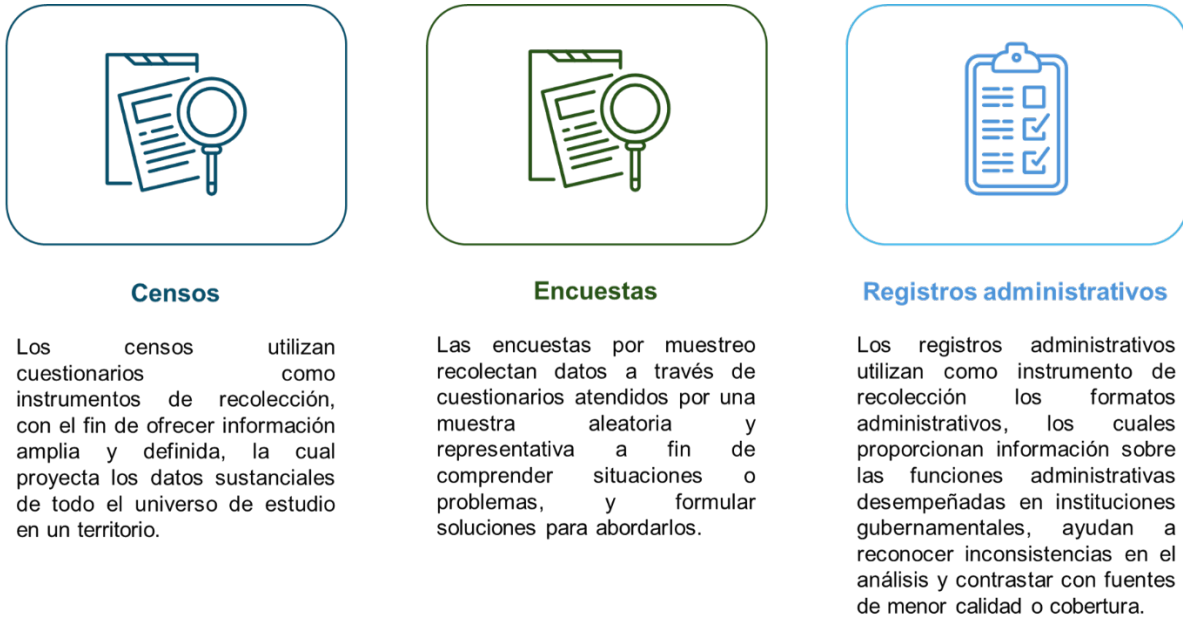 Censos
Los censos utilizan
cuestionarios como
instrumentos de recolección,
con el fin de ofrecer información
amplia y definida, la cual
proyecta los datos sustanciales
de todo el universo de estudio
en un territorio.
Encuestas
Las encuestas por muestreo
recolectan datos a través de
cuestionarios atendidos por una
muestra aleatoria y
representativa a fin de
comprender situaciones o
problemas, y formular
soluciones para abordarlos.
Registros administrativos
Los registros administrativos
utilizan como instrumento de
recolección los formatos
administrativos, los cuales
proporcionan información sobre
las funciones administrativas
desempeñadas en instituciones
gubernamentales, ayudan a
reconocer inconsistencias en el
análisis y contrastar con fuentes
de menor calidad o cobertura.